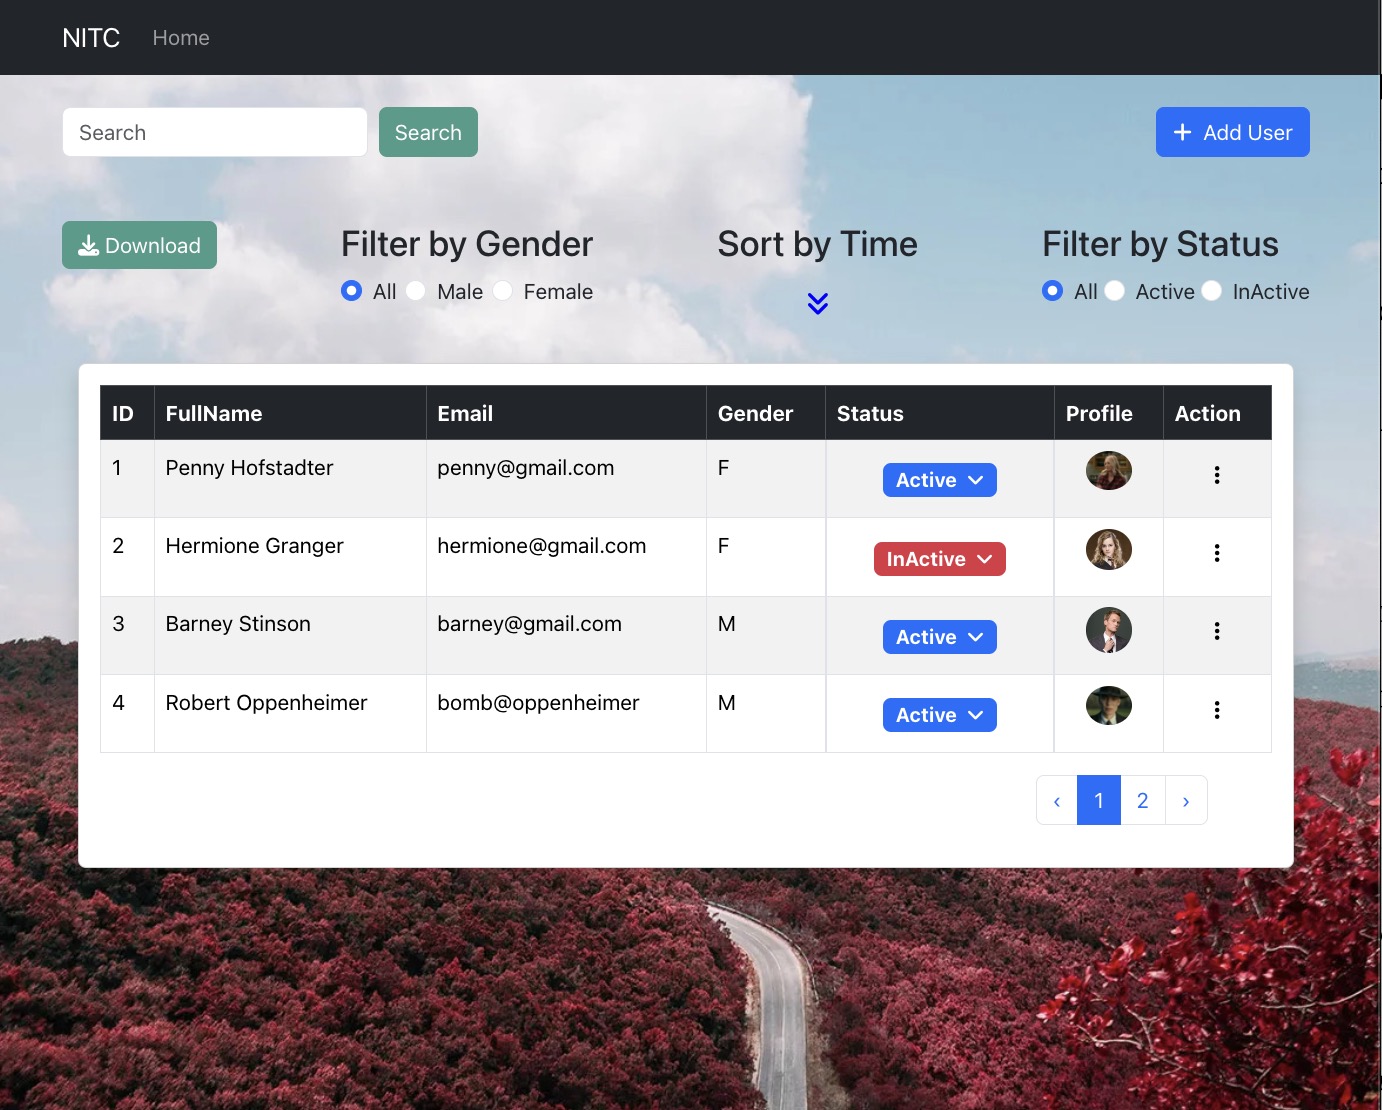 NITC Home
Search Search + Add User
Download Filter by Gender Sort by Time Filter by Status
All Male Female All Active InActive
ID FullName Email Gender Status Profile Action
1 Penny Hofstadter penny@gmail.com F Active
2 Hermione Granger hermione@gmail.com F InActive
3 Barney Stinson barney@gmail.com M Active
4 Robert Oppenheimer bomb@oppenheimer M Active
‹ 1 2 ›